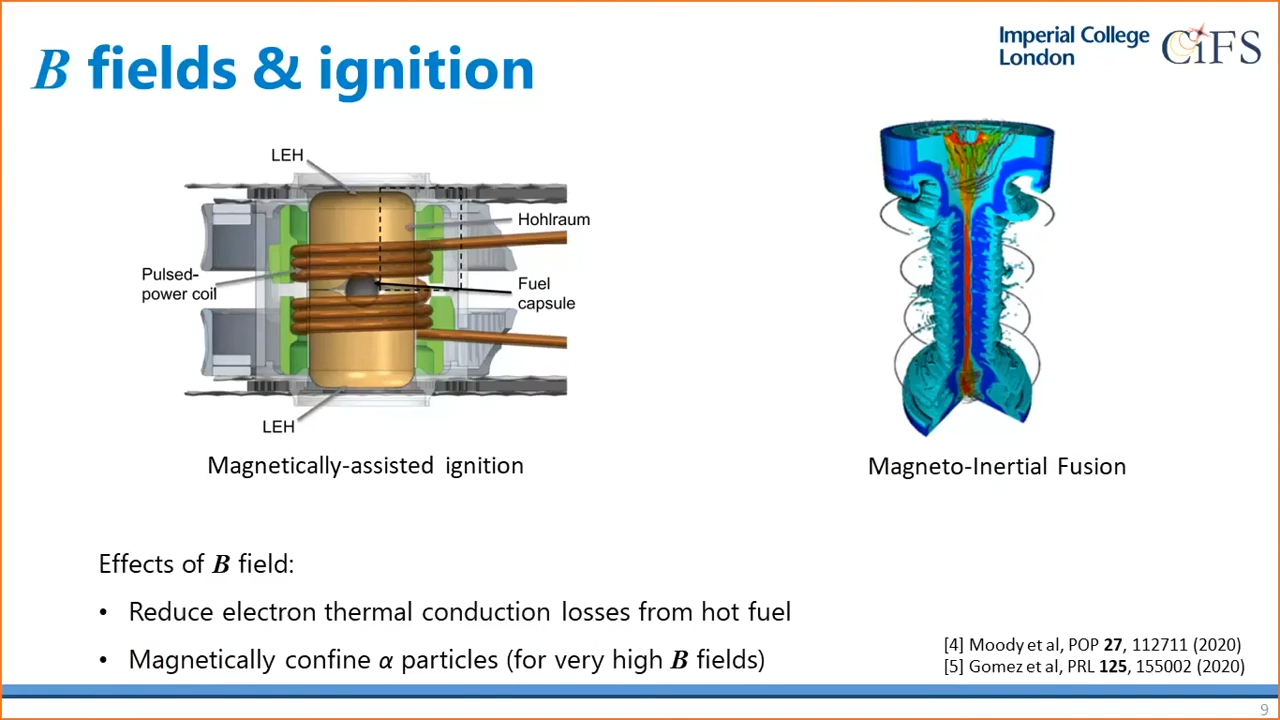 B fields & ignition
Imperial College
London
CIFS
LEH
Hohlraum
Pulsed-
power coil
Fuel
capsule
LEH
Magnetically-assisted ignition
Magneto-Inertial Fusion
Effects of B field:
• Reduce electron thermal conduction losses from hot fuel
• Magnetically confine α particles (for very high B fields)
[4] Moody et al, POP 27, 112711 (2020)
[5] Gomez et al, PRL 125, 155002 (2020)
9